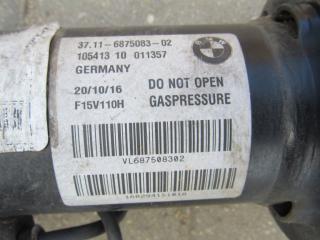 37.11-6875083-02
105413 10 011357
GERMANY
20/10/16 DO NOT OPEN
F15V110H GASPRESSURE
VL687508302